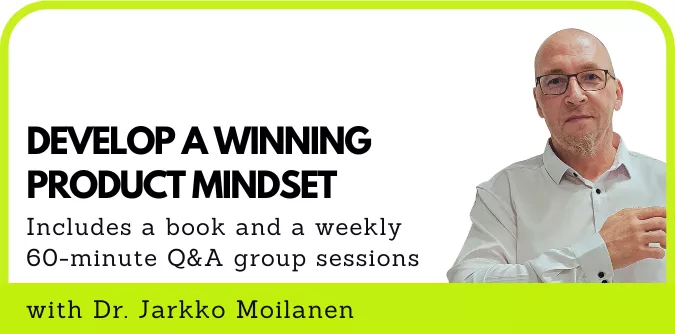 DEVELOP A WINNING
PRODUCT MINDSET
Includes a book and a weekly
60-minute Q&A group sessions
with Dr. Jarkko Moilanen